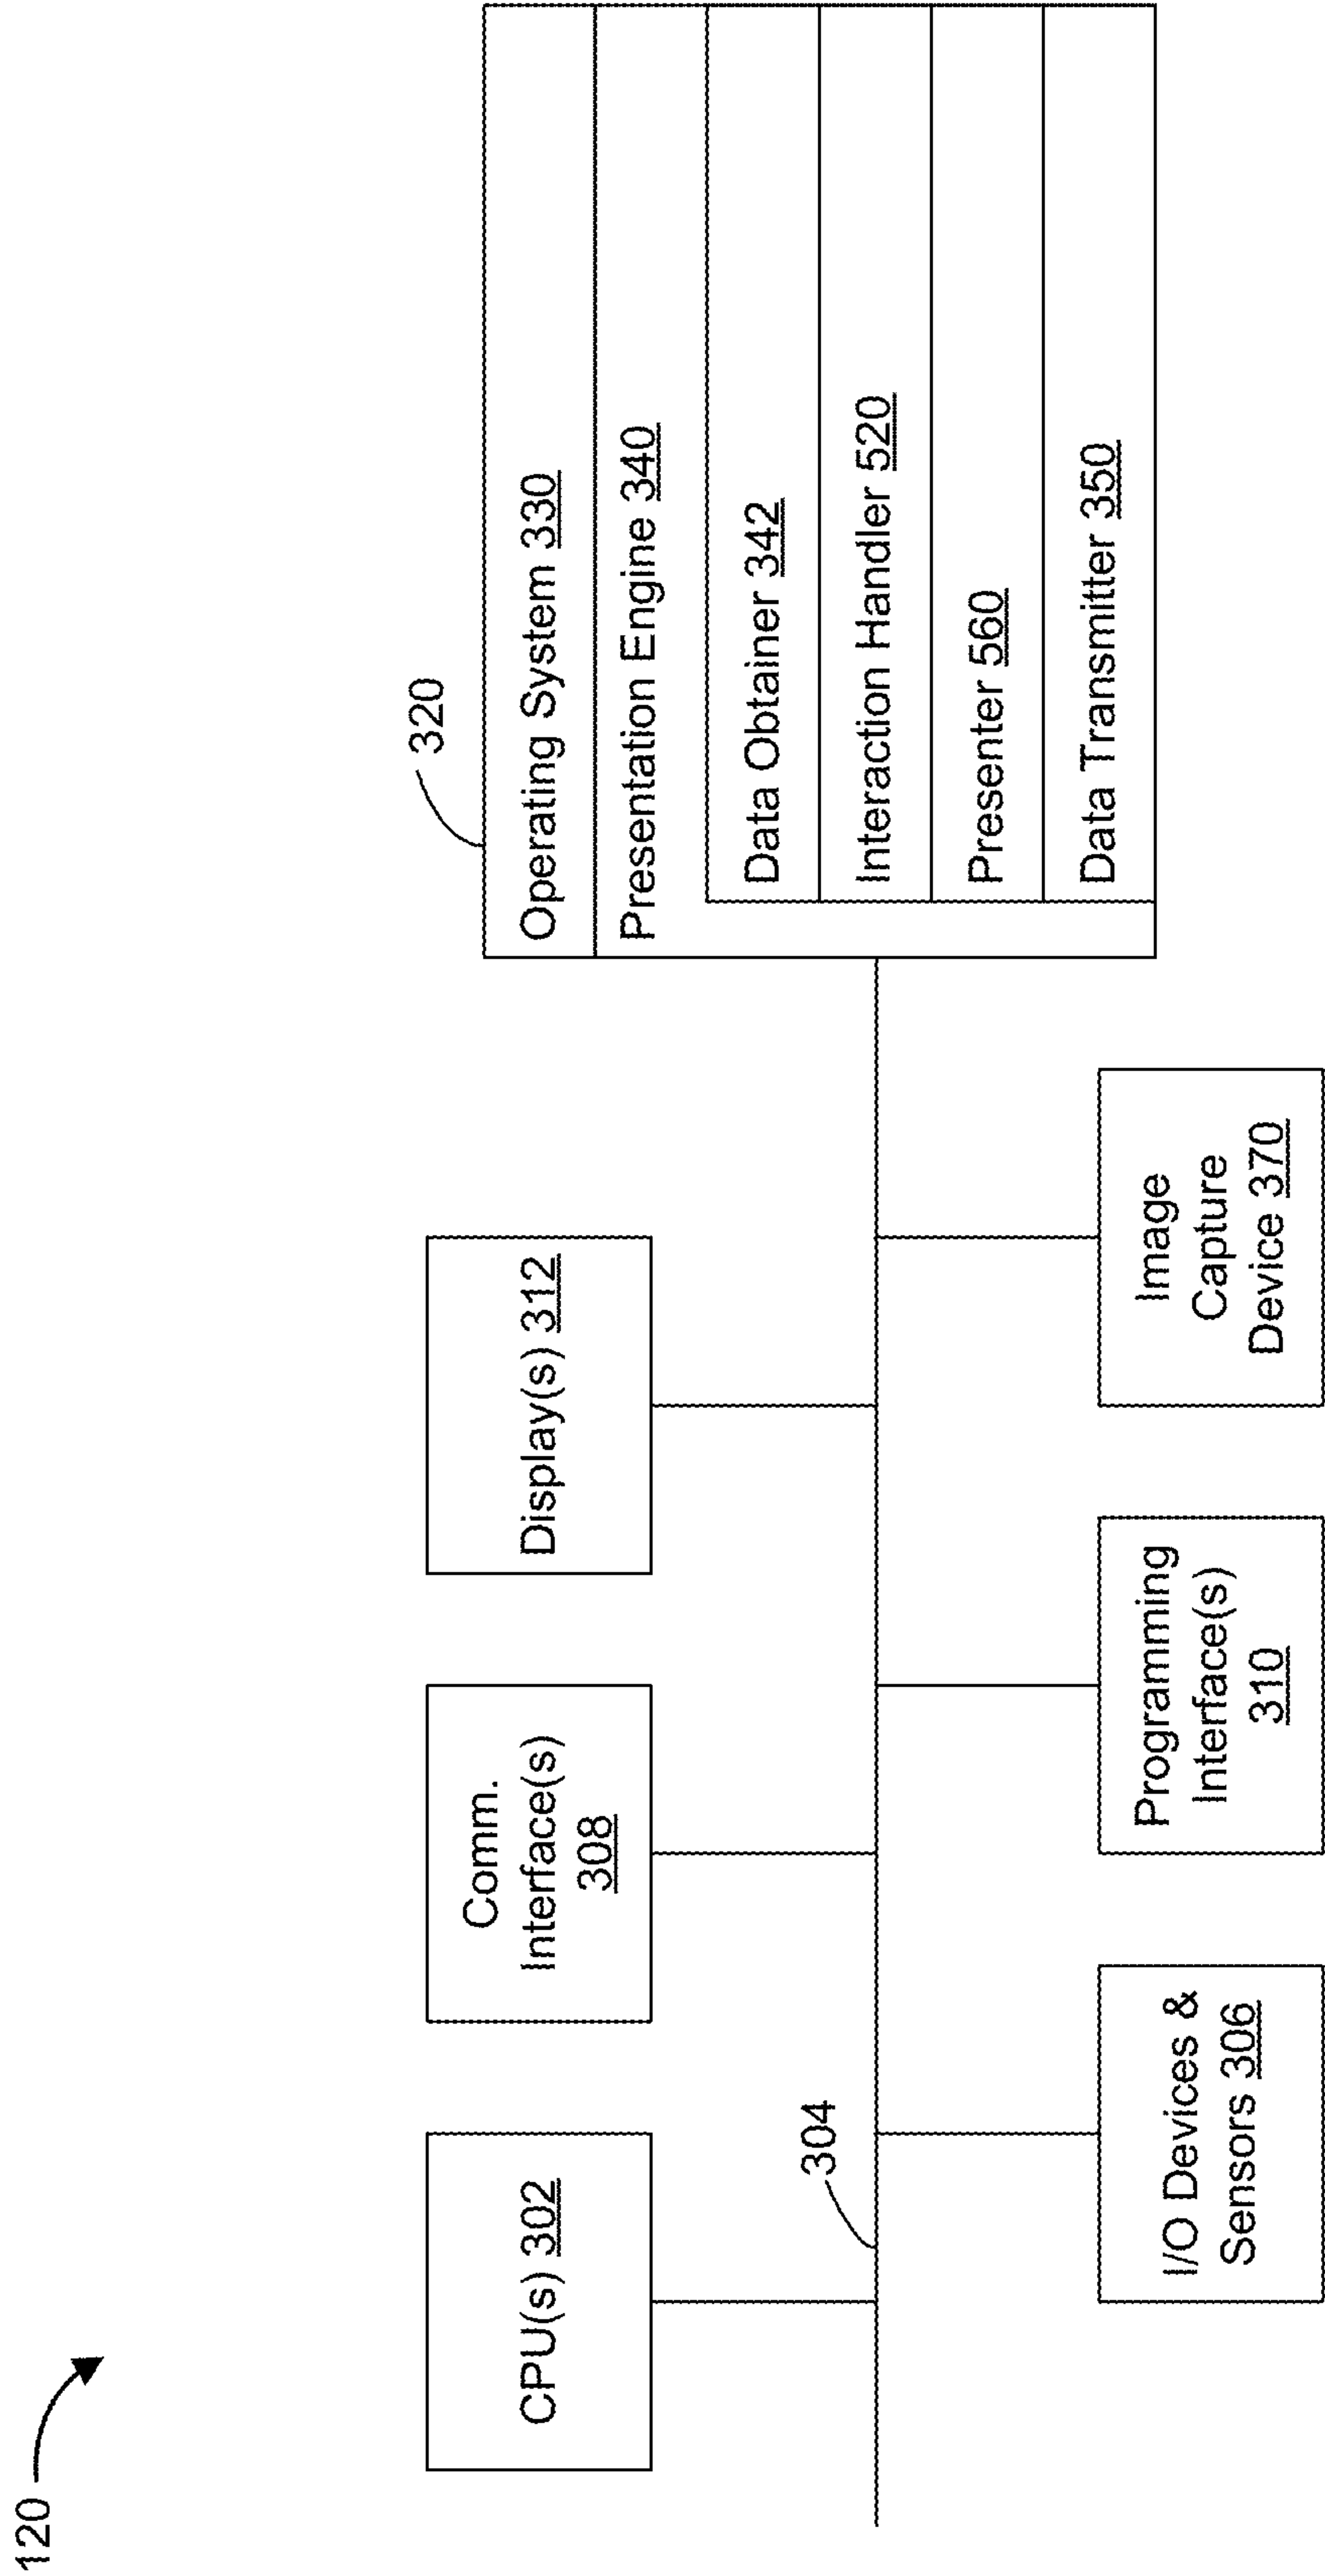 120
320
Operating System 330
Presentation Engine 340
Data Obtainer 342
Interaction Handler 520
Presenter 560
Data Transmitter 350
CPU(s) 302
Comm.
Interface(s)
308
Display(s) 312
304
I/O Devices &
Sensors 306
Programming
Interface(s)
310
Image
Capture
Device 370